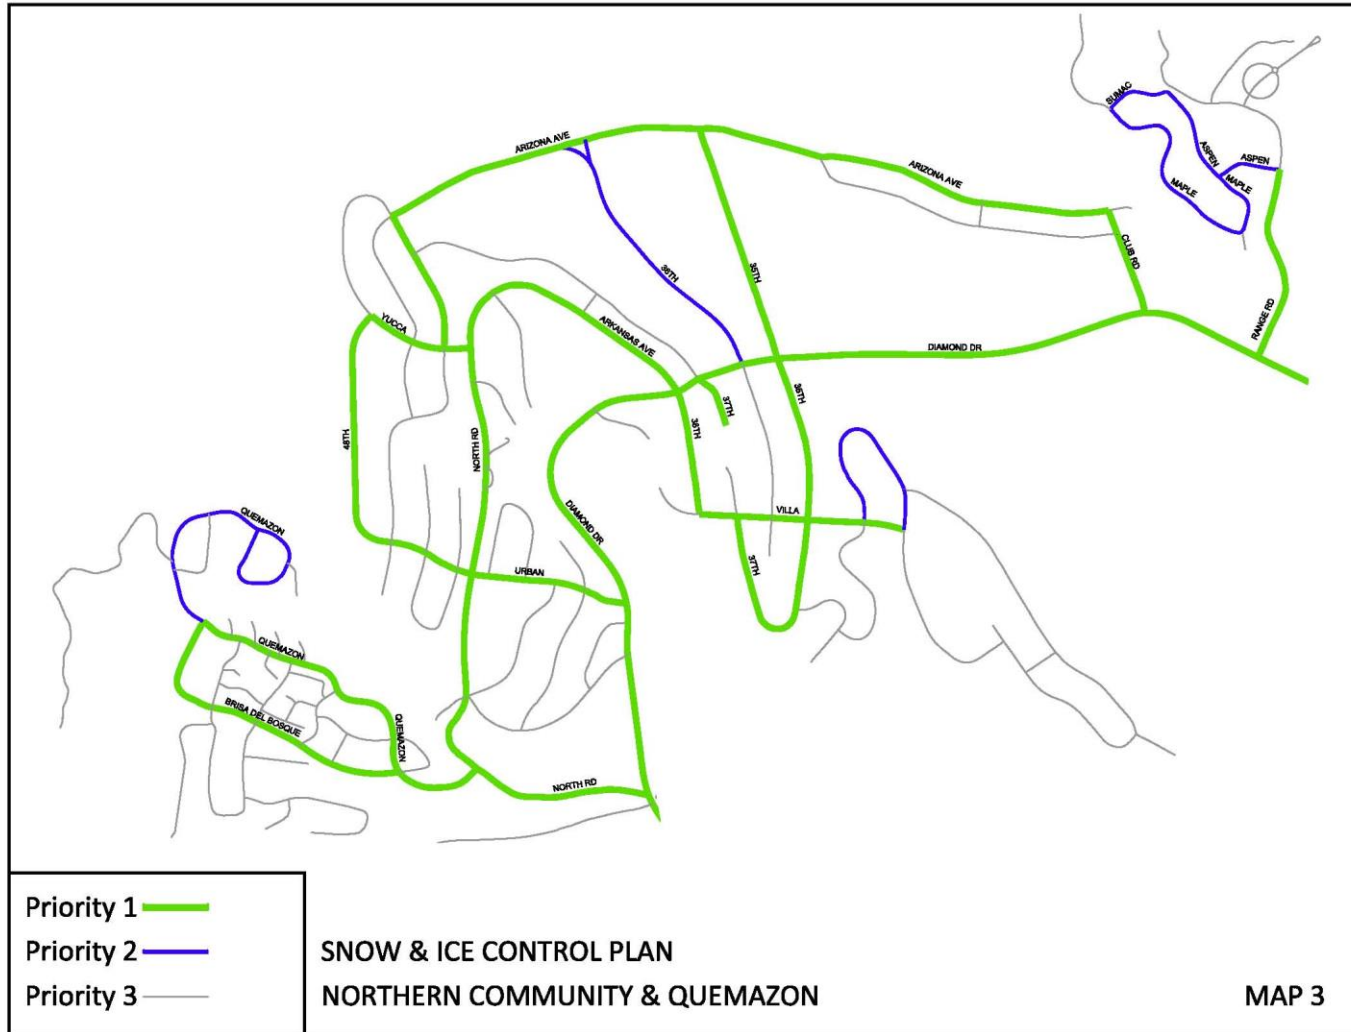 SUMAC
ARIZONA AVE
ASPEN
ASPEN
ARIZONA AVE
MAPLE
MAPLE
CLUB RD
36TH
35TH
RANGE RD
YUCCA
ARKANSAS AVE
DIAMOND DR
37TH
35TH
38TH
48TH
NORTH RD
VILLA
DIAMOND DR
QUEMAZON
37TH
URBAN
QUEMAZON
BRISA DEL BOSQUE
QUEMAZON
NORTH RD
Priority 1
Priority 2
Priority 3
SNOW & ICE CONTROL PLAN
NORTHERN COMMUNITY & QUEMAZON
MAP 3